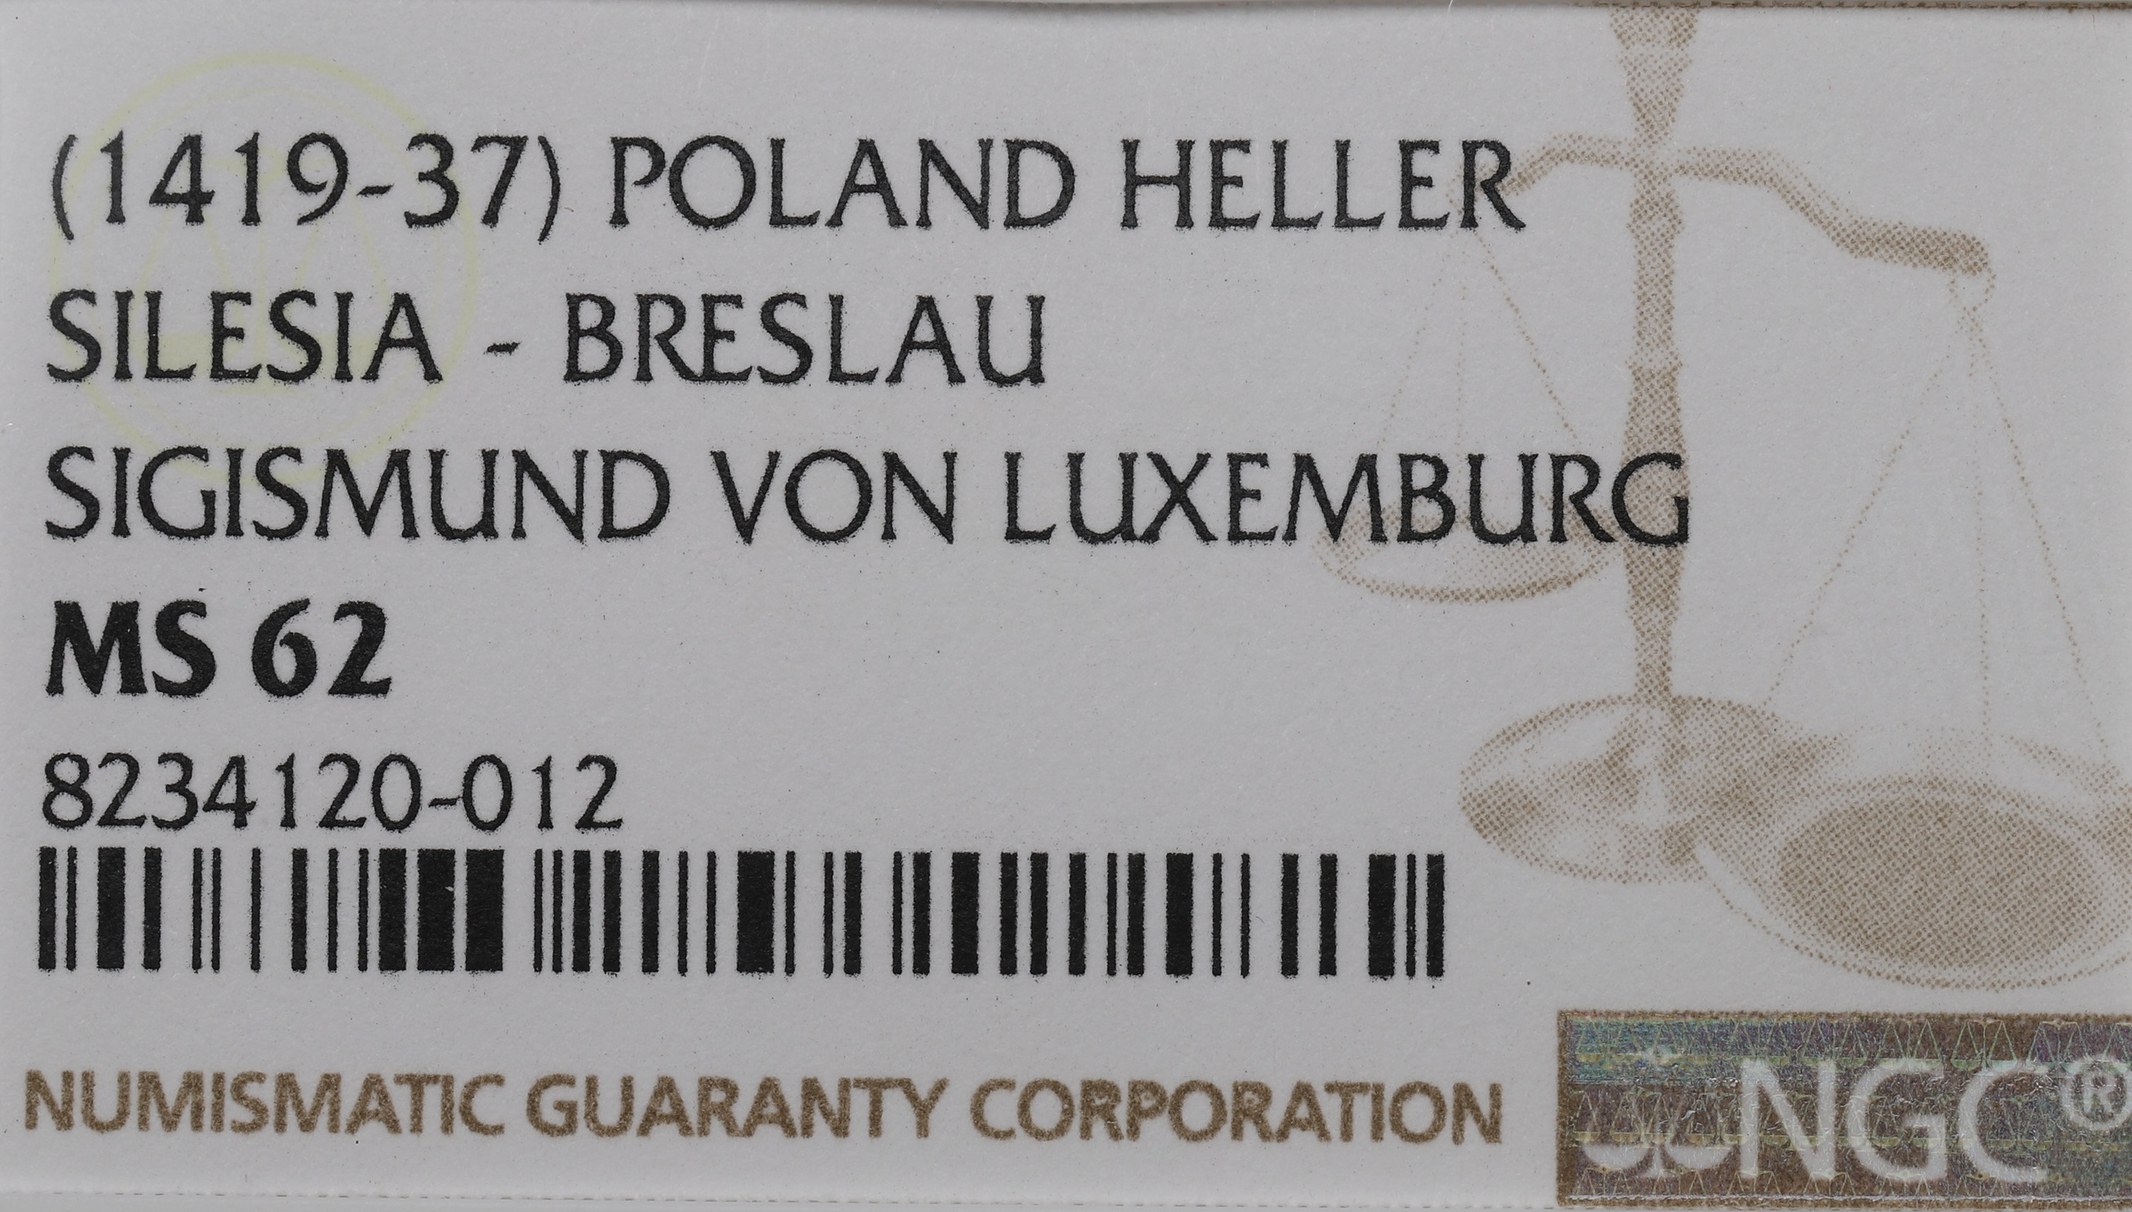 (1419-37) POLAND HELLER
SILESIA - BRESLAU
SIGISMUND VON LUXEMBURG
MS 62
8234120-012
NUMISMATIC GUARANTY CORPORATION
NGC®